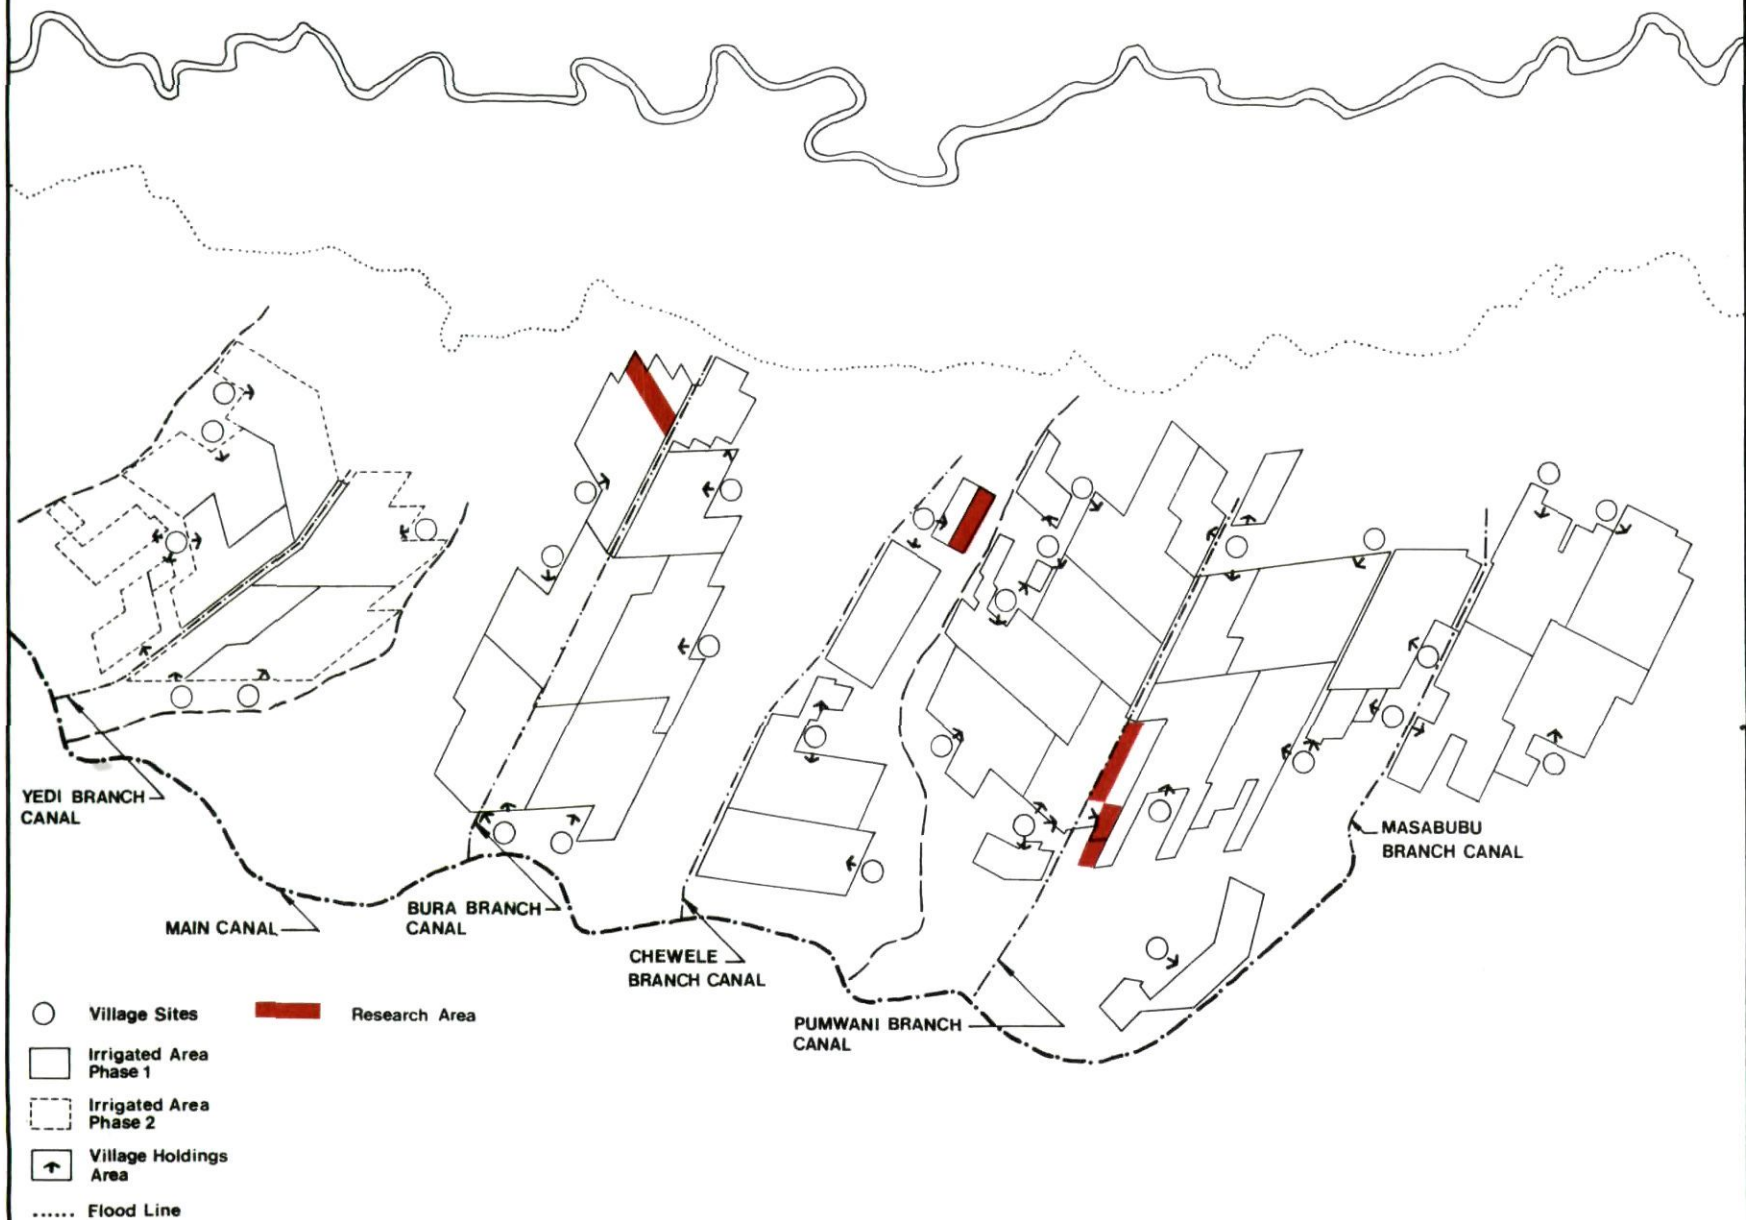 YEDI BRANCH
CANAL
MAIN CANAL
BURA BRANCH
CANAL
CHEWELE
BRANCH CANAL
PUMWANI BRANCH
CANAL
MASABUBU
BRANCH CANAL
Village Sites
Research Area
Irrigated Area
Phase 1
Irrigated Area
Phase 2
Village Holdings
Area
Flood Line